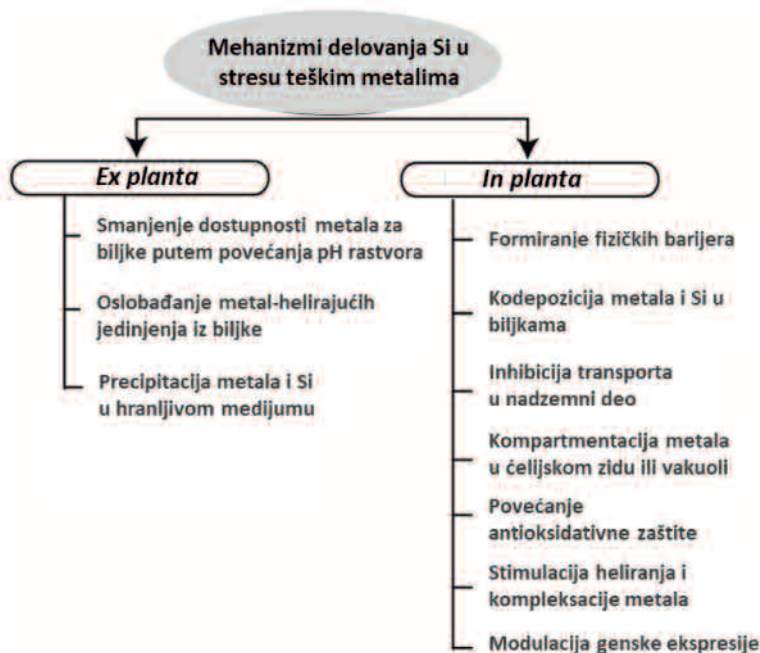 Mehanizmi delovanja Si u
stresu teškim metalima
Ex planta
Smanjenje dostupnosti metala za
biljke putem povećanja pH rastvora
Oslobađanje metal-helirajućih
jedinjenja iz biljke
Precipitacija metala i Si
u hranljivom medijumu
In planta
Formiranje fizičkih barijera
Kodepozicija metala i Si u
biljkama
Inhibicija transporta
u nadzemni deo
Kompartmentacija metala
u ćelijskom zidu ili vakuoli
Povećanje
antioksidativne zaštite
Stimulacija heliranja i
kompleksacije metala
Modulacija genske ekspresije